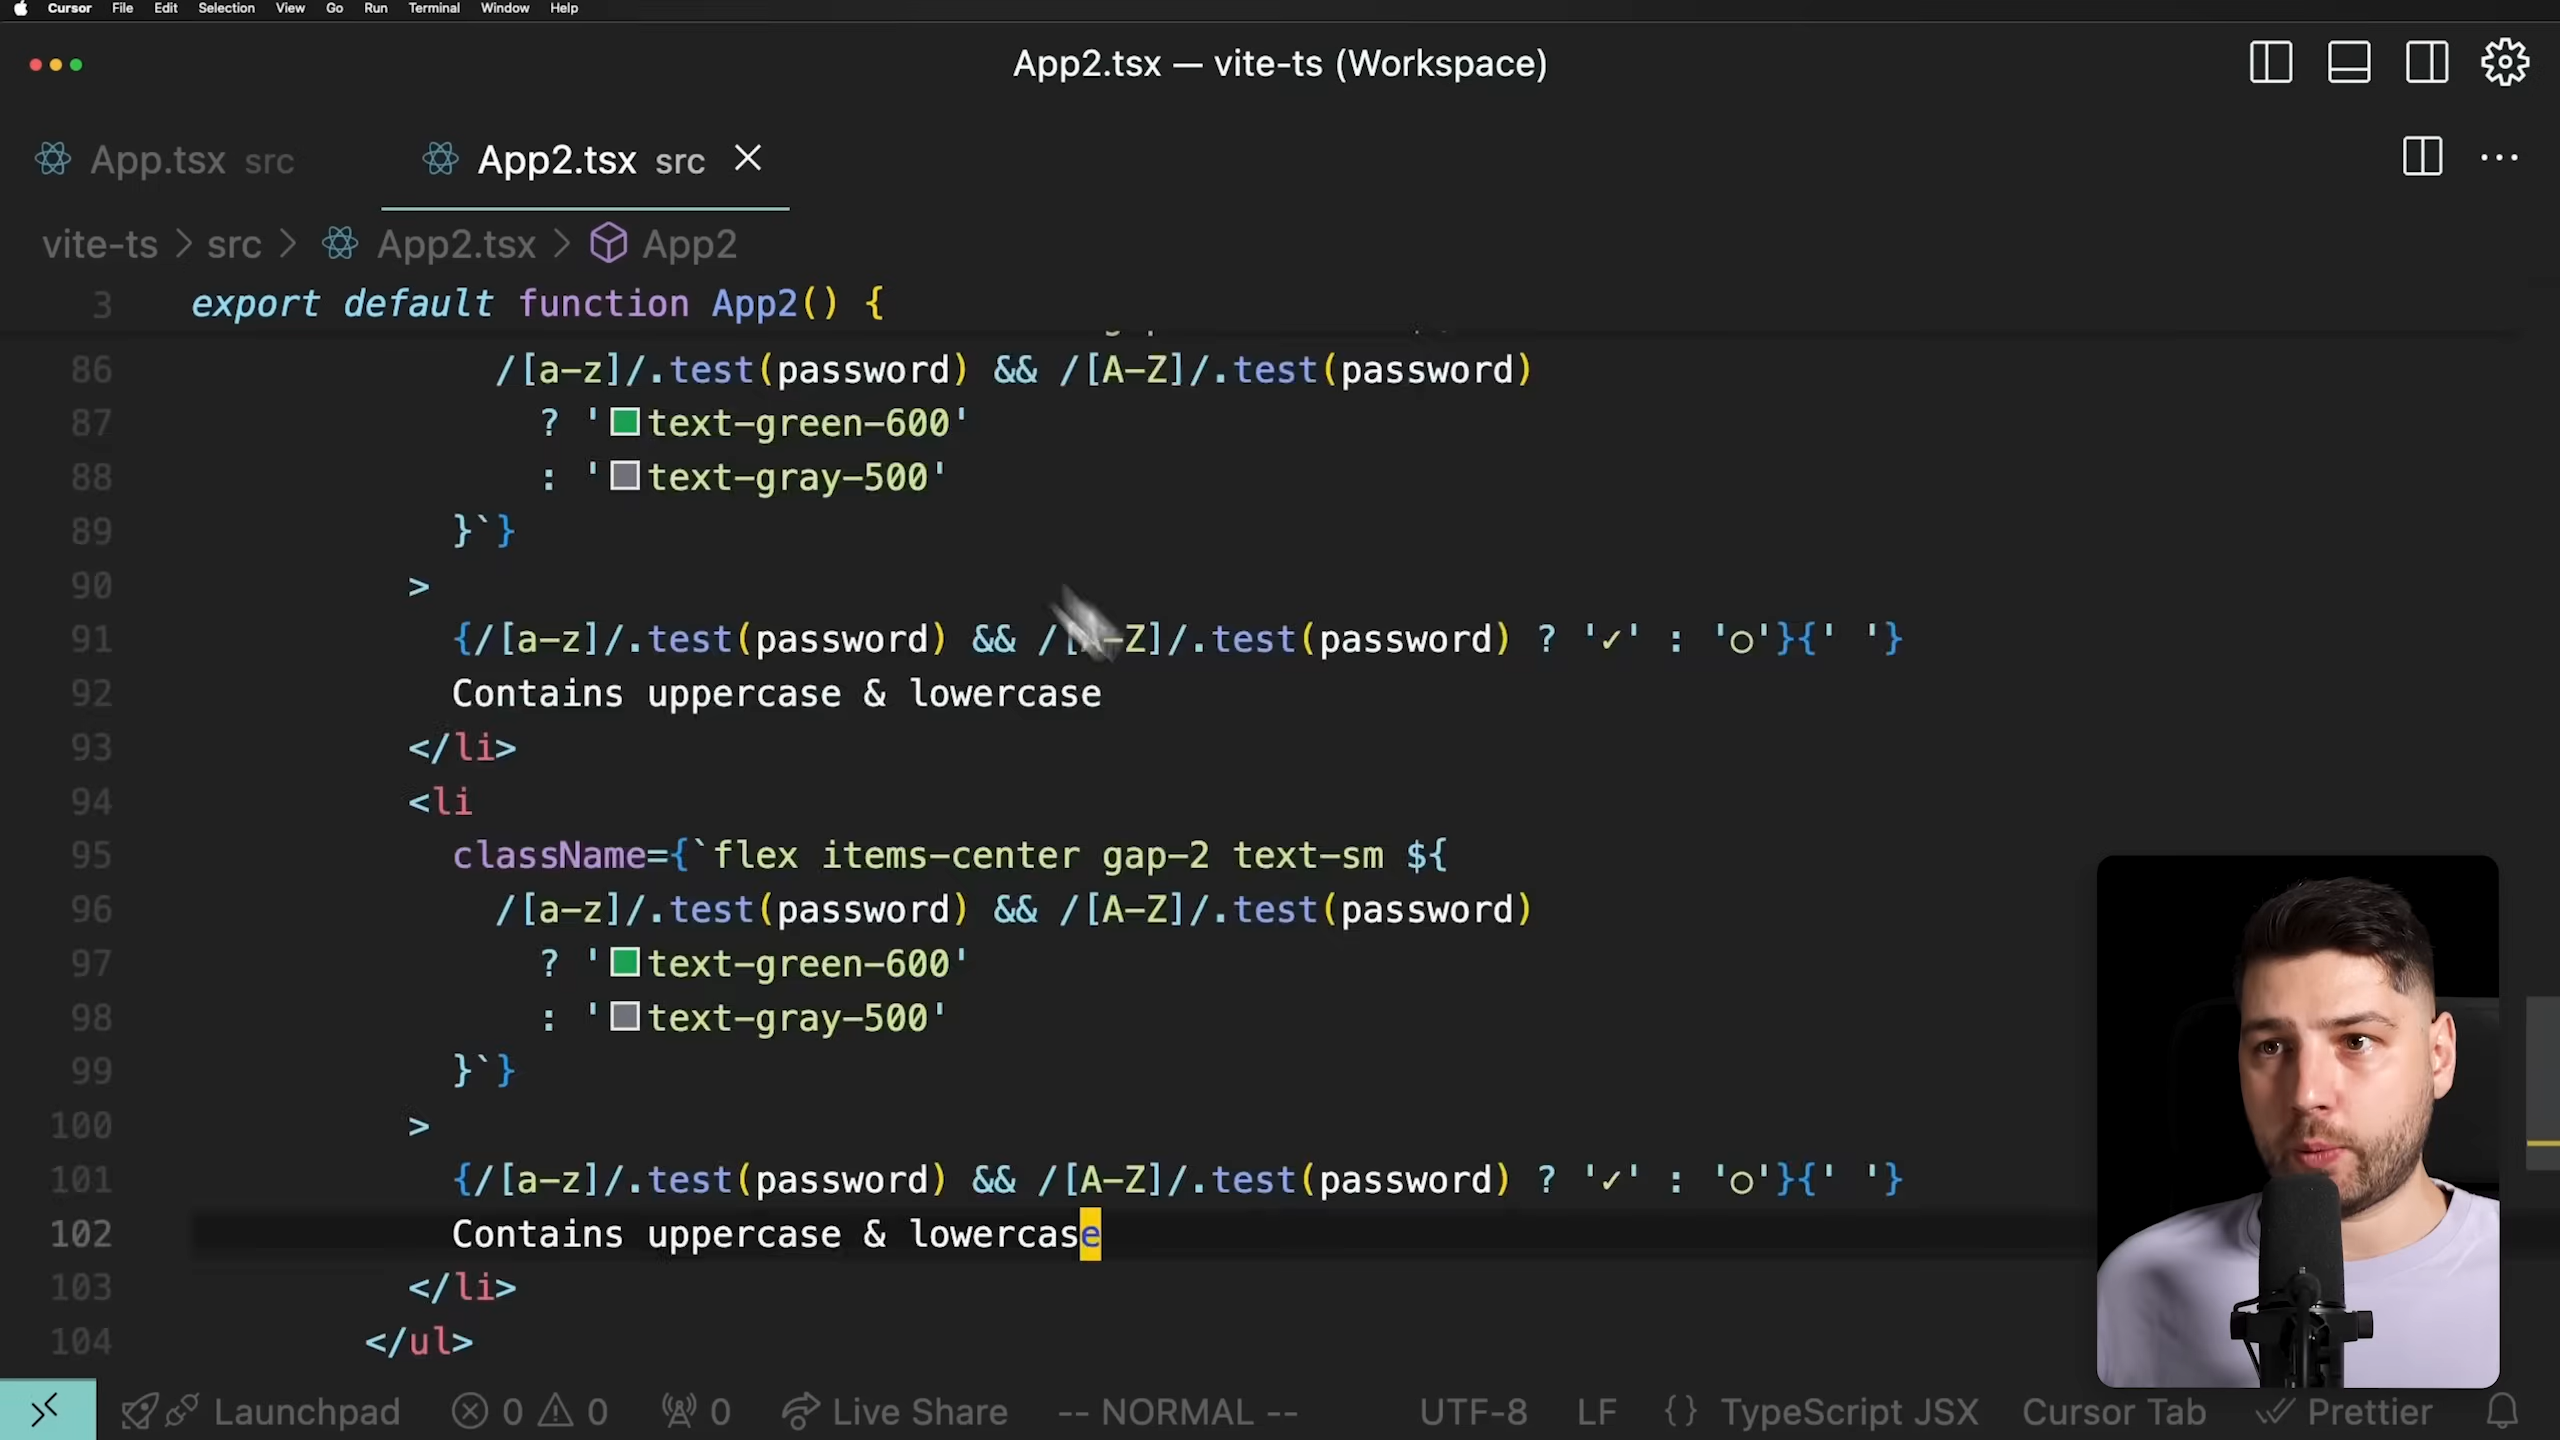 Cursor File Edit Selection View Go Run Terminal Window Help
App2.tsx — vite-ts (Workspace)
App.tsx src App2.tsx src
vite-ts > src > App2.tsx > App2
3 export default function App2() {
86 /[a-z]/.test(password) && /[A-Z]/.test(password)
87 ? 'text-green-600'
88 : 'text-gray-500'
89 }`}
90 >
91 {/[a-z]/.test(password) && /[A-Z]/.test(password) ? '✓' : '○'}{' '}
92 Contains uppercase & lowercase
93 </li>
94 <li
95 className={`flex items-center gap-2 text-sm ${
96 /[a-z]/.test(password) && /[A-Z]/.test(password)
97 ? 'text-green-600'
98 : 'text-gray-500'
99 }`}
100 >
101 {/[a-z]/.test(password) && /[A-Z]/.test(password) ? '✓' : '○'}{' '}
102 Contains uppercase & lowercase
103 </li>
104 </ul>
Launchpad 0 0 0 Live Share -- NORMAL -- UTF-8 LF {} TypeScript JSX Cursor Tab Prettier